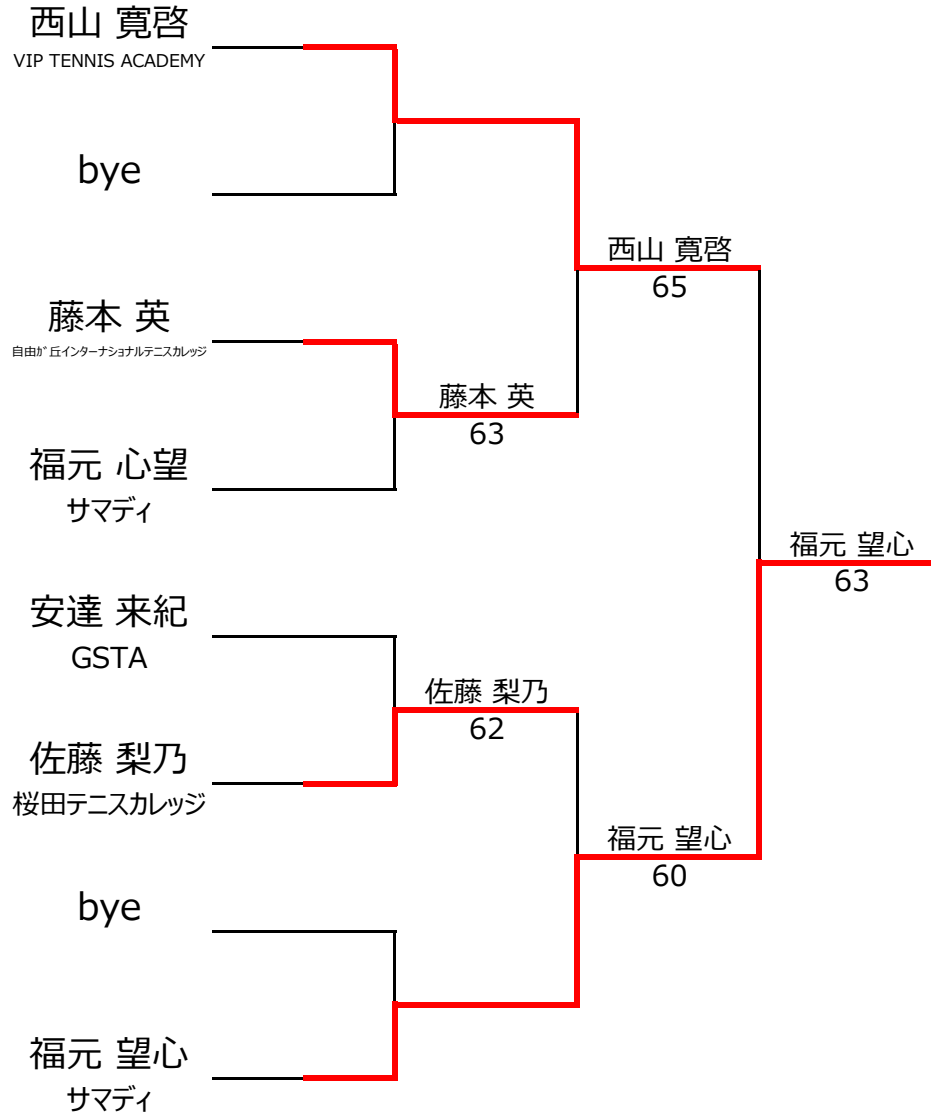 西山 寛啓
VIP TENNIS ACADEMY
bye
西山 寛啓
65
藤本 英
自由が丘インターナショナルテニスカレッジ
藤本 英
63
福元 心望
サマディ
福元 望心
63
安達 来紀
GSTA
佐藤 梨乃
62
佐藤 梨乃
桜田テニスカレッジ
福元 望心
60
bye
福元 望心
サマディ